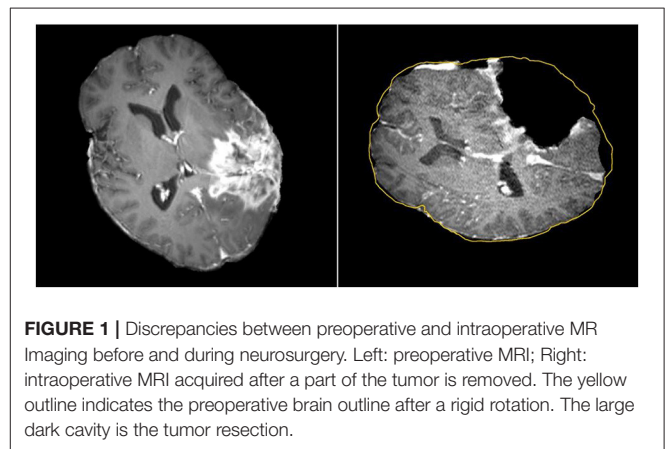 FIGURE 1 | Discrepancies between preoperative and intraoperative MR
Imaging before and during neurosurgery. Left: preoperative MRI; Right:
intraoperative MRI acquired after a part of the tumor is removed. The yellow
outline indicates the preoperative brain outline after a rigid rotation. The large
dark cavity is the tumor resection.